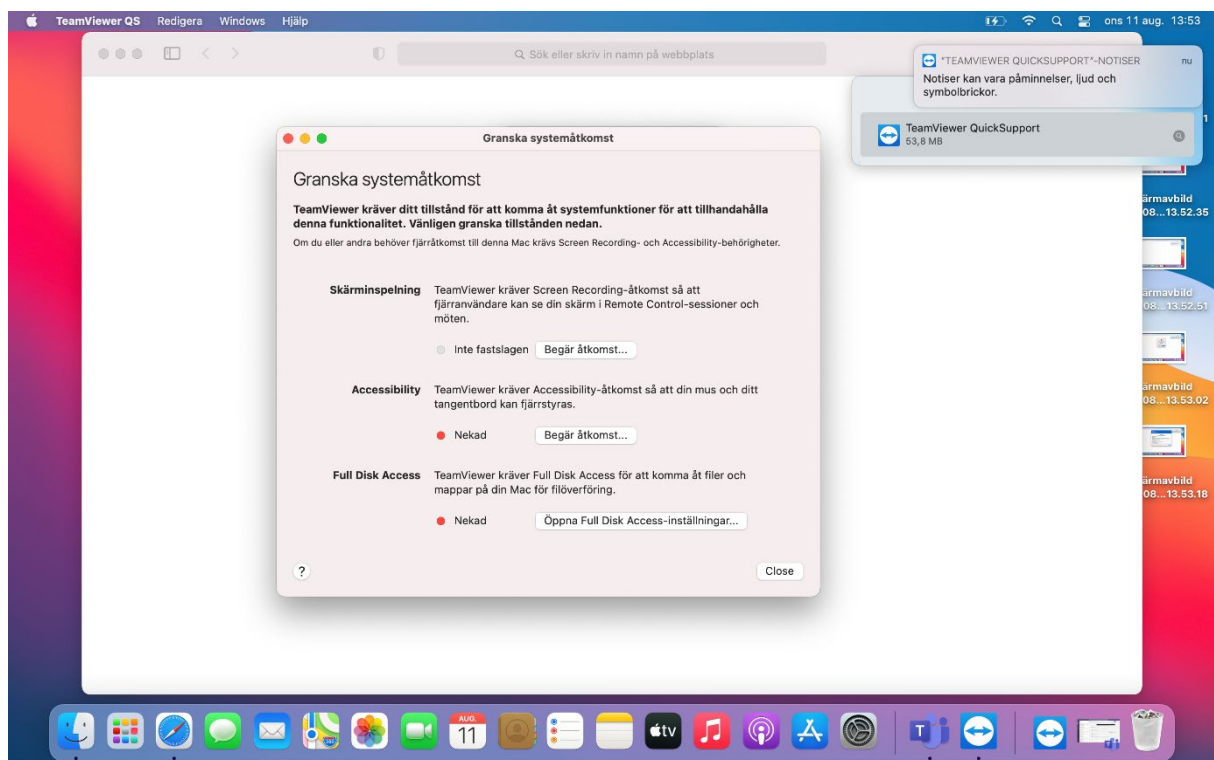 TeamViewer QS Redigera Windows Hjälp
ons 11 aug. 13:53
Sök eller skriv in namn på webbplats
"TEAMVIEWER QUICKSUPPORT"-NOTISER nu
Notiser kan vara påminnelser, ljud och
symbolbrickor.
TeamViewer QuickSupport
53,8 MB
Granska systemåtkomst
Granska systemåtkomst
TeamViewer kräver ditt tillstånd för att komma åt systemfunktioner för att tillhandahålla
denna funktionalitet. Vänligen granska tillstånden nedan.
Om du eller andra behöver fjärråtkomst till denna Mac krävs Screen Recording- och Accessibility-behörigheter.
Skärminspelning TeamViewer kräver Screen Recording-åtkomst så att
fjärranvändare kan se din skärm i Remote Control-sessioner och
möten.
Inte fastslagen Begär åtkomst...
Accessibility TeamViewer kräver Accessibility-åtkomst så att din mus och ditt
tangentbord kan fjärrstyras.
Nekad Begär åtkomst...
Full Disk Access TeamViewer kräver Full Disk Access för att komma åt filer och
mappar på din Mac för filöverföring.
Nekad Öppna Full Disk Access-inställningar...
? Close
1
ärmavbild
08...13.52.35
ärmavbild
08...13.52.51
ärmavbild
08...13.53.02
ärmavbild
08...13.53.18
AUG.
11
tv
T